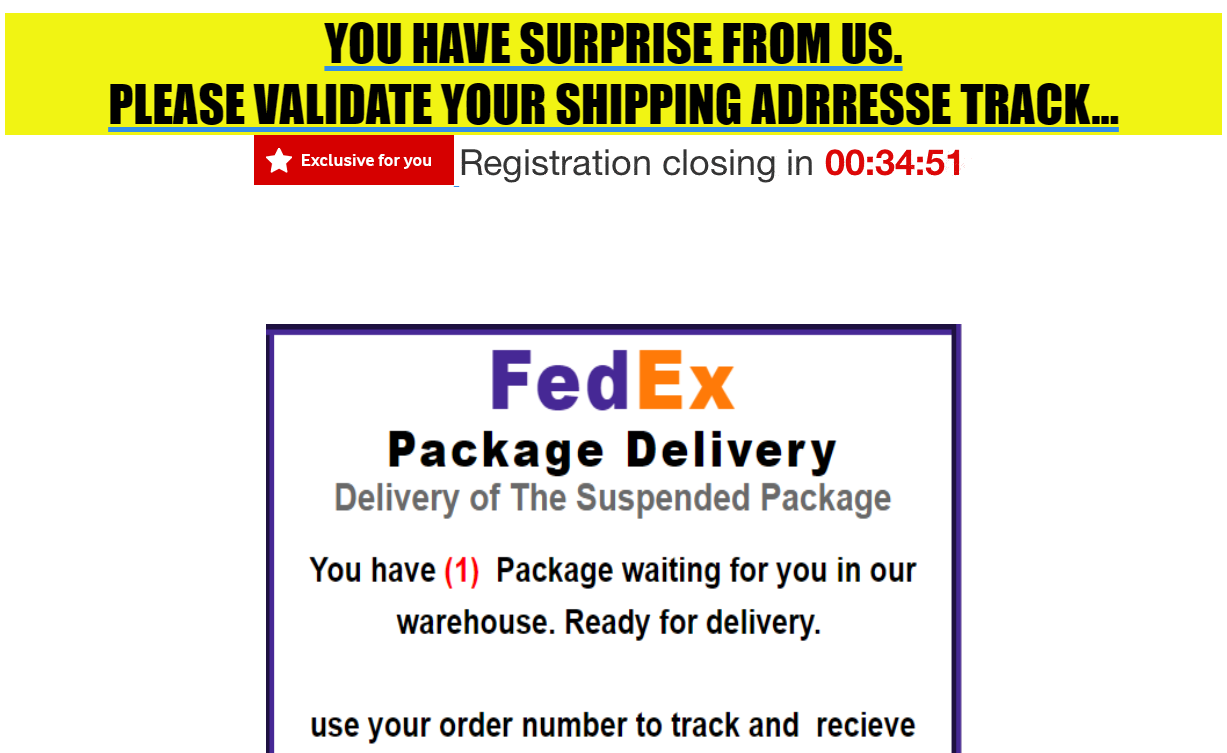 YOU HAVE SURPRISE FROM US.
PLEASE VALIDATE YOUR SHIPPING ADRRESSE TRACK...
Exclusive for you Registration closing in 00:34:51
FedEx
Package Delivery
Delivery of The Suspended Package
You have (1) Package waiting for you in our
warehouse. Ready for delivery.
use your order number to track and recieve